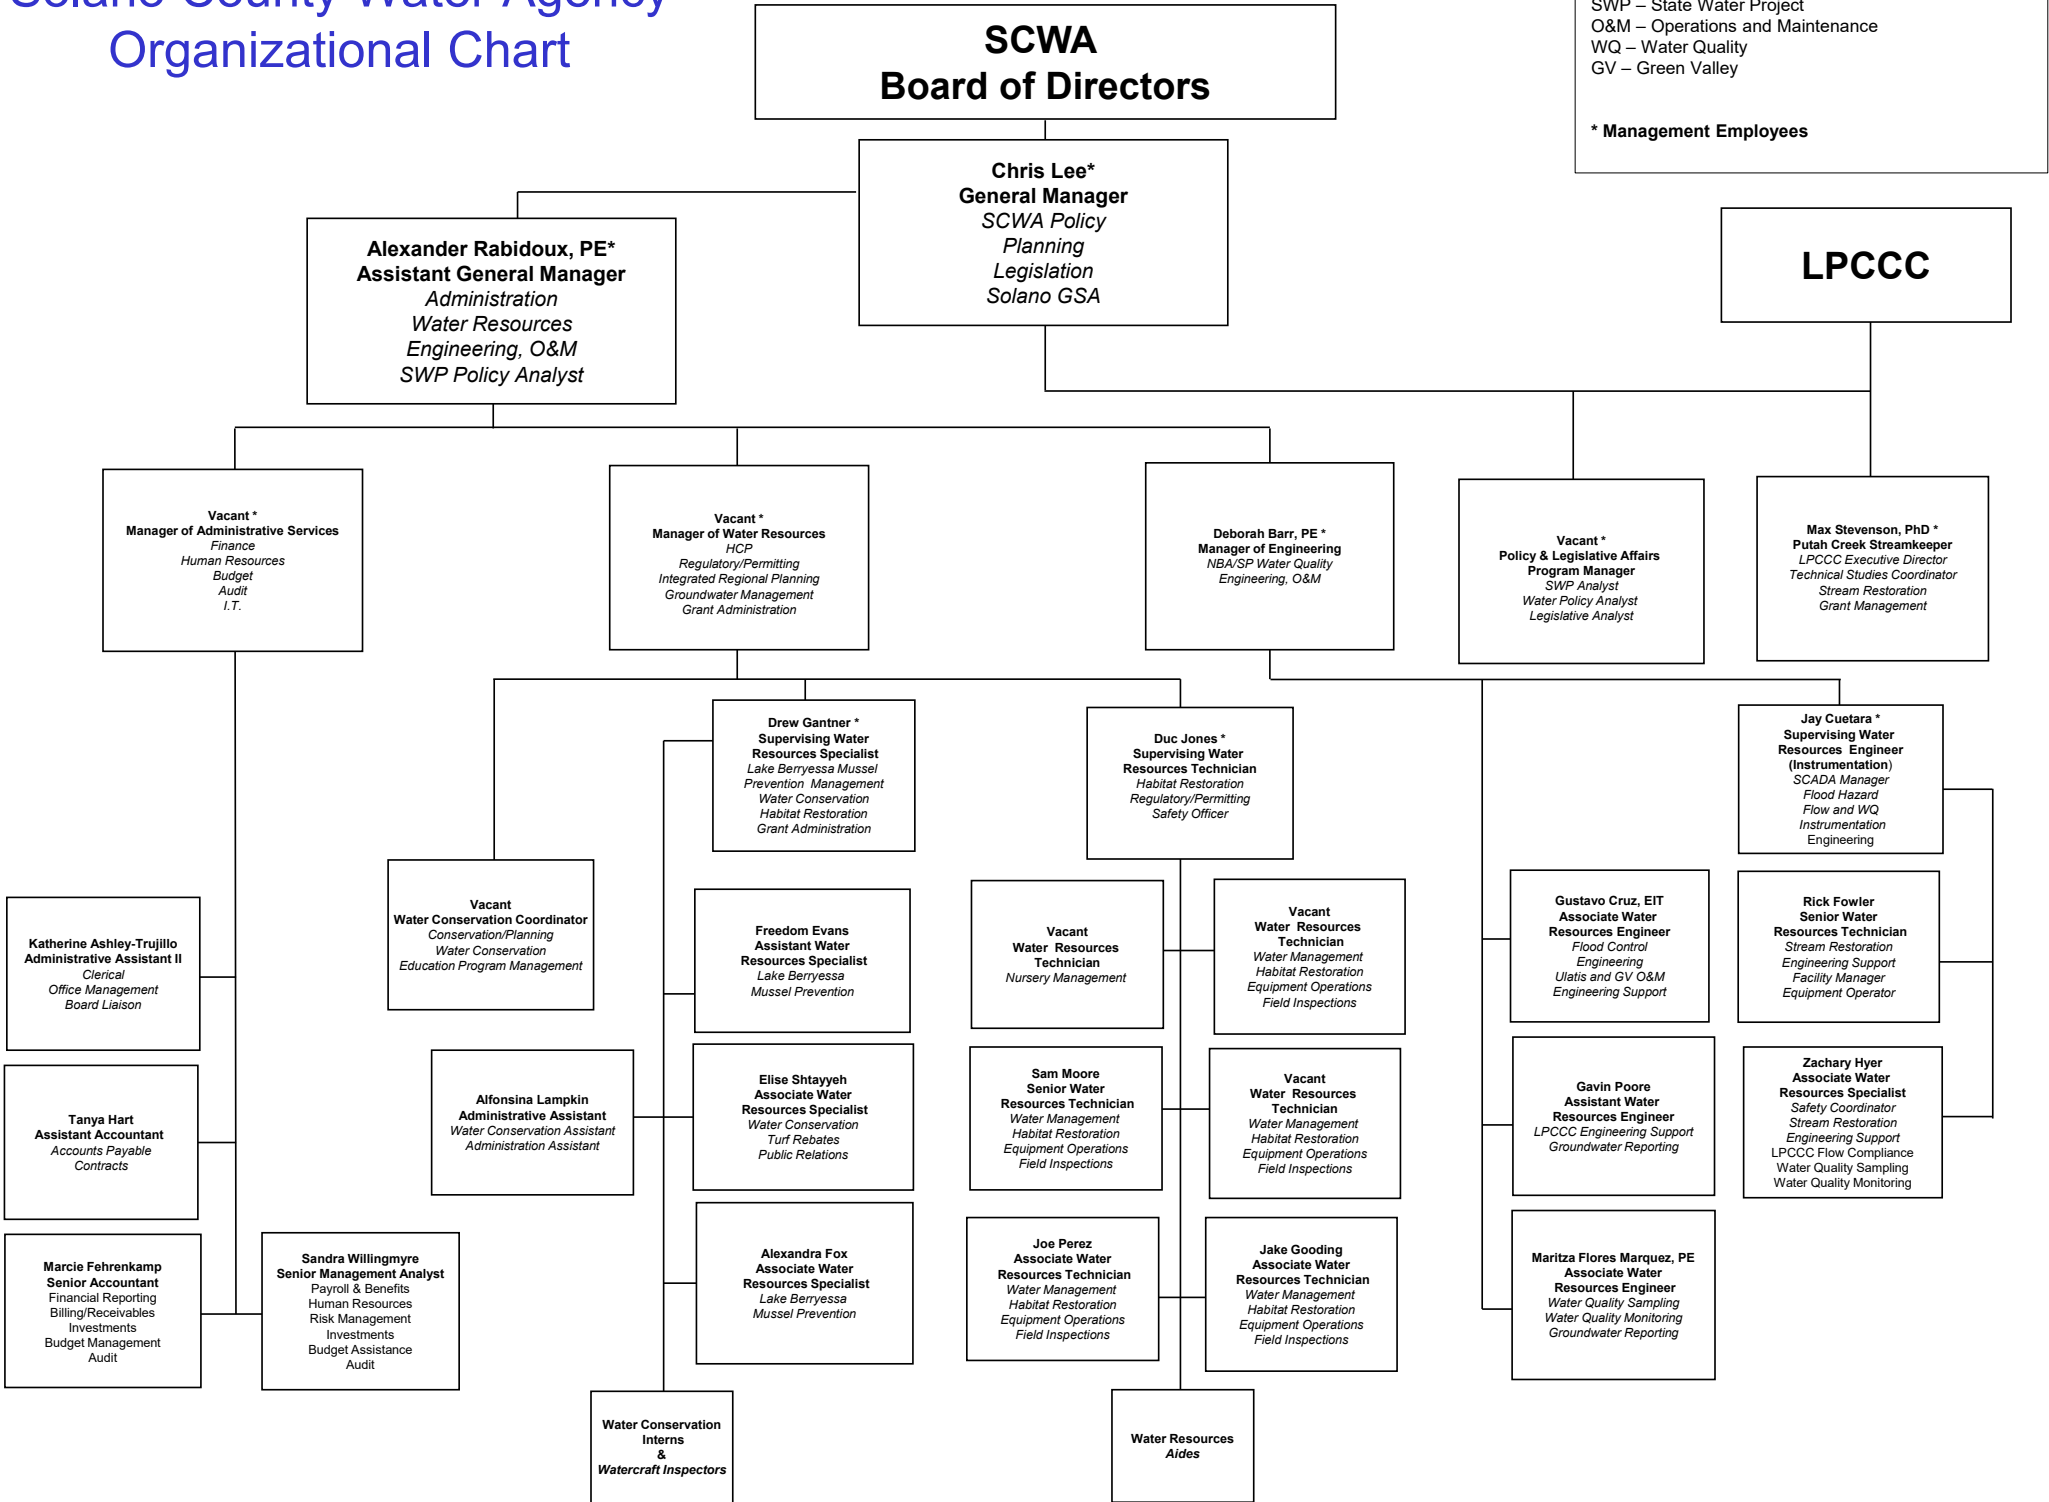 Solano County Water Agency
Organizational Chart
SWP – State Water Project
O&M – Operations and Maintenance
WQ – Water Quality
GV – Green Valley
* Management Employees
SCWA
Board of Directors
Chris Lee*
General Manager
SCWA Policy
Planning
Legislation
Solano GSA
Alexander Rabidoux, PE*
Assistant General Manager
Administration
Water Resources
Engineering, O&M
SWP Policy Analyst
LPCCC
Vacant *
Manager of Administrative Services
Finance
Human Resources
Budget
Audit
I.T.
Vacant *
Manager of Water Resources
HCP
Regulatory/Permitting
Integrated Regional Planning
Groundwater Management
Grant Administration
Deborah Barr, PE *
Manager of Engineering
NBA/SP Water Quality
Engineering, O&M
Vacant *
Policy & Legislative Affairs
Program Manager
SWP Analyst
Water Policy Analyst
Legislative Analyst
Max Stevenson, PhD *
Putah Creek Streamkeeper
LPCCC Executive Director
Technical Studies Coordinator
Stream Restoration
Grant Management
Drew Gantner *
Supervising Water
Resources Specialist
Lake Berryessa Mussel
Prevention Management
Water Conservation
Habitat Restoration
Grant Administration
Duc Jones *
Supervising Water
Resources Technician
Habitat Restoration
Regulatory/Permitting
Safety Officer
Jay Cuetara *
Supervising Water
Resources Engineer
(Instrumentation)
SCADA Manager
Flood Hazard
Flow and WQ
Instrumentation
Engineering
Katherine Ashley-Trujillo
Administrative Assistant II
Clerical
Office Management
Board Liaison
Vacant
Water Conservation Coordinator
Conservation/Planning
Water Conservation
Education Program Management
Freedom Evans
Assistant Water
Resources Specialist
Lake Berryessa
Mussel Prevention
Vacant
Water Resources
Technician
Nursery Management
Vacant
Water Resources
Technician
Water Management
Habitat Restoration
Equipment Operations
Field Inspections
Gustavo Cruz, EIT
Associate Water
Resources Engineer
Flood Control
Engineering
Ulatis and GV O&M
Engineering Support
Rick Fowler
Senior Water
Resources Technician
Stream Restoration
Engineering Support
Facility Manager
Equipment Operator
Tanya Hart
Assistant Accountant
Accounts Payable
Contracts
Alfonsina Lampkin
Administrative Assistant
Water Conservation Assistant
Administration Assistant
Elise Shtayyeh
Associate Water
Resources Specialist
Water Conservation
Turf Rebates
Public Relations
Sam Moore
Senior Water
Resources Technician
Water Management
Habitat Restoration
Equipment Operations
Field Inspections
Vacant
Water Resources
Technician
Water Management
Habitat Restoration
Equipment Operations
Field Inspections
Gavin Poore
Assistant Water
Resources Engineer
LPCCC Engineering Support
Groundwater Reporting
Zachary Hyer
Associate Water
Resources Specialist
Safety Coordinator
Stream Restoration
Engineering Support
LPCCC Flow Compliance
Water Quality Sampling
Water Quality Monitoring
Marcie Fehrenkamp
Senior Accountant
Financial Reporting
Billing/Receivables
Investments
Budget Management
Audit
Sandra Willingmyre
Senior Management Analyst
Payroll & Benefits
Human Resources
Risk Management
Investments
Budget Assistance
Audit
Alexandra Fox
Associate Water
Resources Specialist
Lake Berryessa
Mussel Prevention
Joe Perez
Associate Water
Resources Technician
Water Management
Habitat Restoration
Equipment Operations
Field Inspections
Jake Gooding
Associate Water
Resources Technician
Water Management
Habitat Restoration
Equipment Operations
Field Inspections
Maritza Flores Marquez, PE
Associate Water
Resources Engineer
Water Quality Sampling
Water Quality Monitoring
Groundwater Reporting
Water Conservation
Interns
&
Watercraft Inspectors
Water Resources
Aides